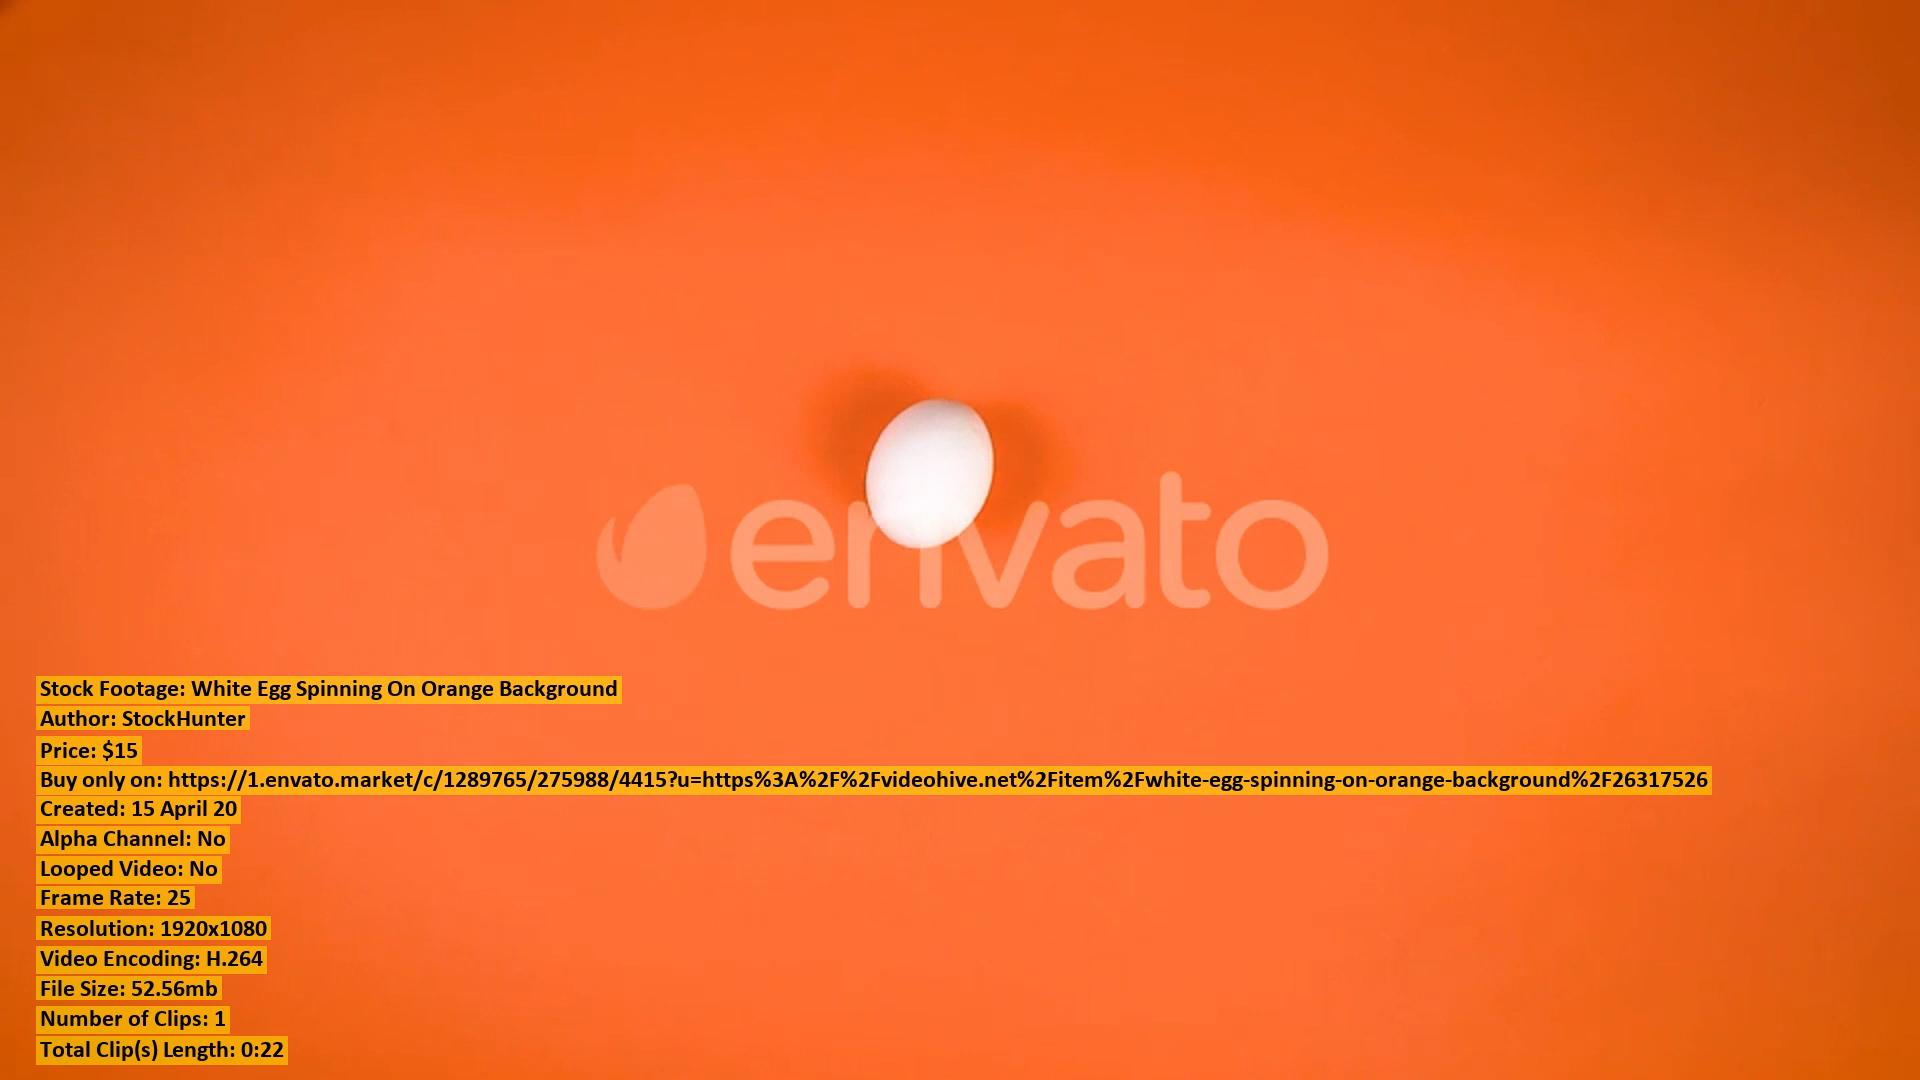 envato
Stock Footage: White Egg Spinning On Orange Background
Author: StockHunter
Price: $15
Buy only on: https://1.envato.market/c/1289765/275988/4415?u=https%3A%2F%2Fvideohive.net%2Fitem%2Fwhite-egg-spinning-on-orange-background%2F26317526
Created: 15 April 20
Alpha Channel: No
Looped Video: No
Frame Rate: 25
Resolution: 1920x1080
Video Encoding: H.264
File Size: 52.56mb
Number of Clips: 1
Total Clip(s) Length: 0:22